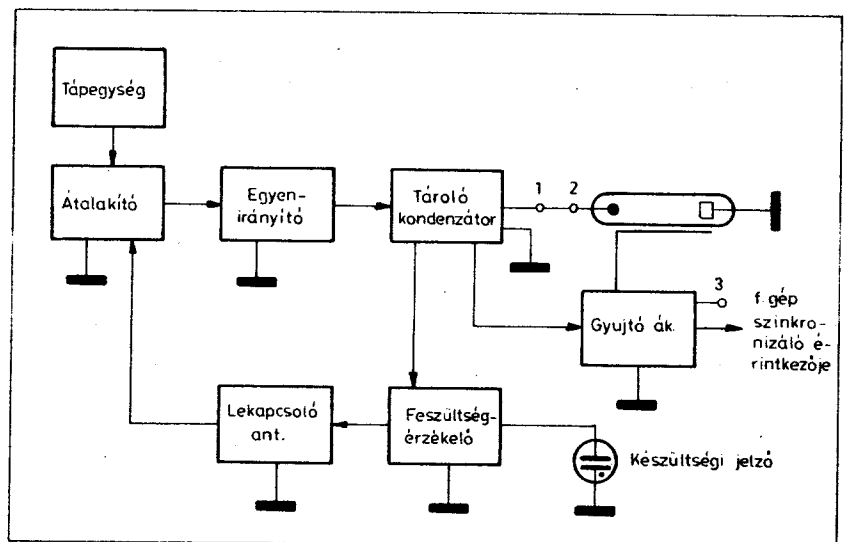 Tápegység
Átalakító
Egyen-
irányító
Tároló
kondenzátor
1
2
3
f. gép
szinkro-
nizáló é-
rintkezője
Gyujtó ák.
Lekapcsoló
ant.
Feszültség-
érzékelő
Készültségi jelző